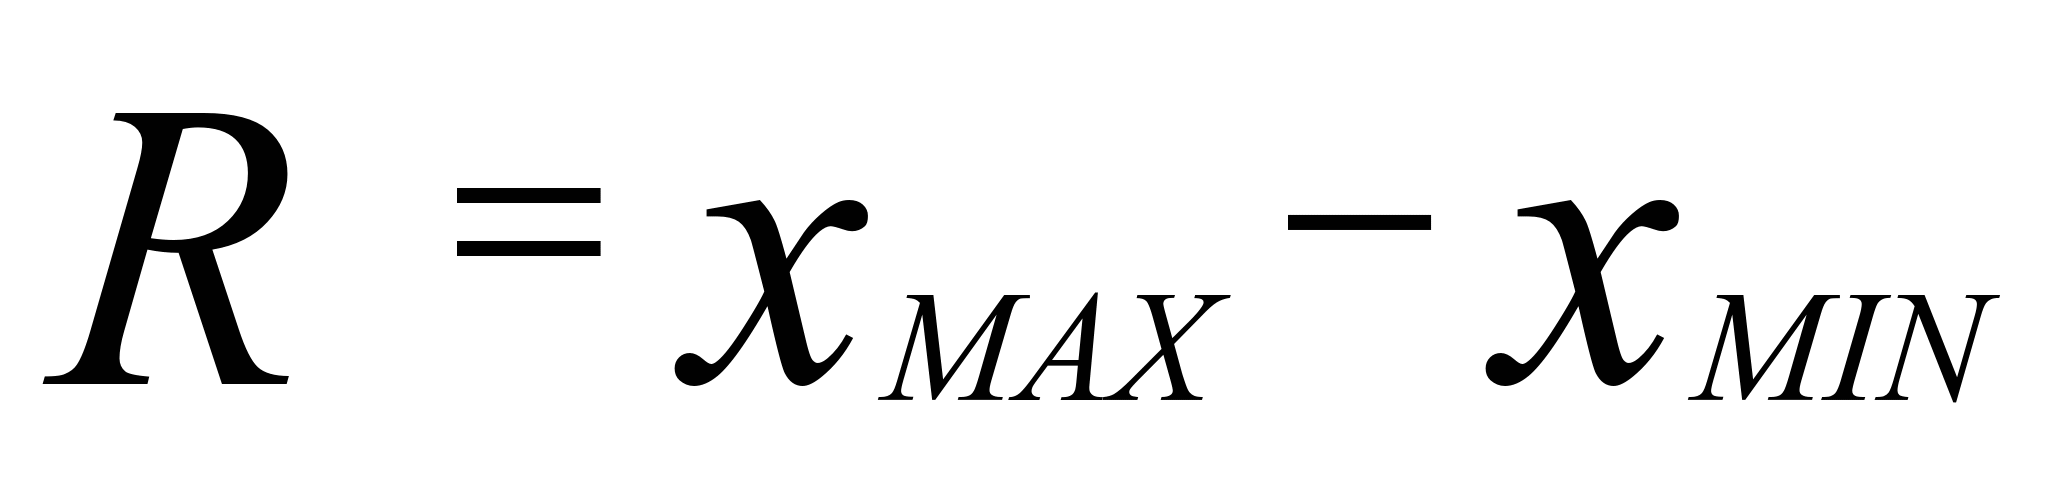 R = x_MAX − x_MIN